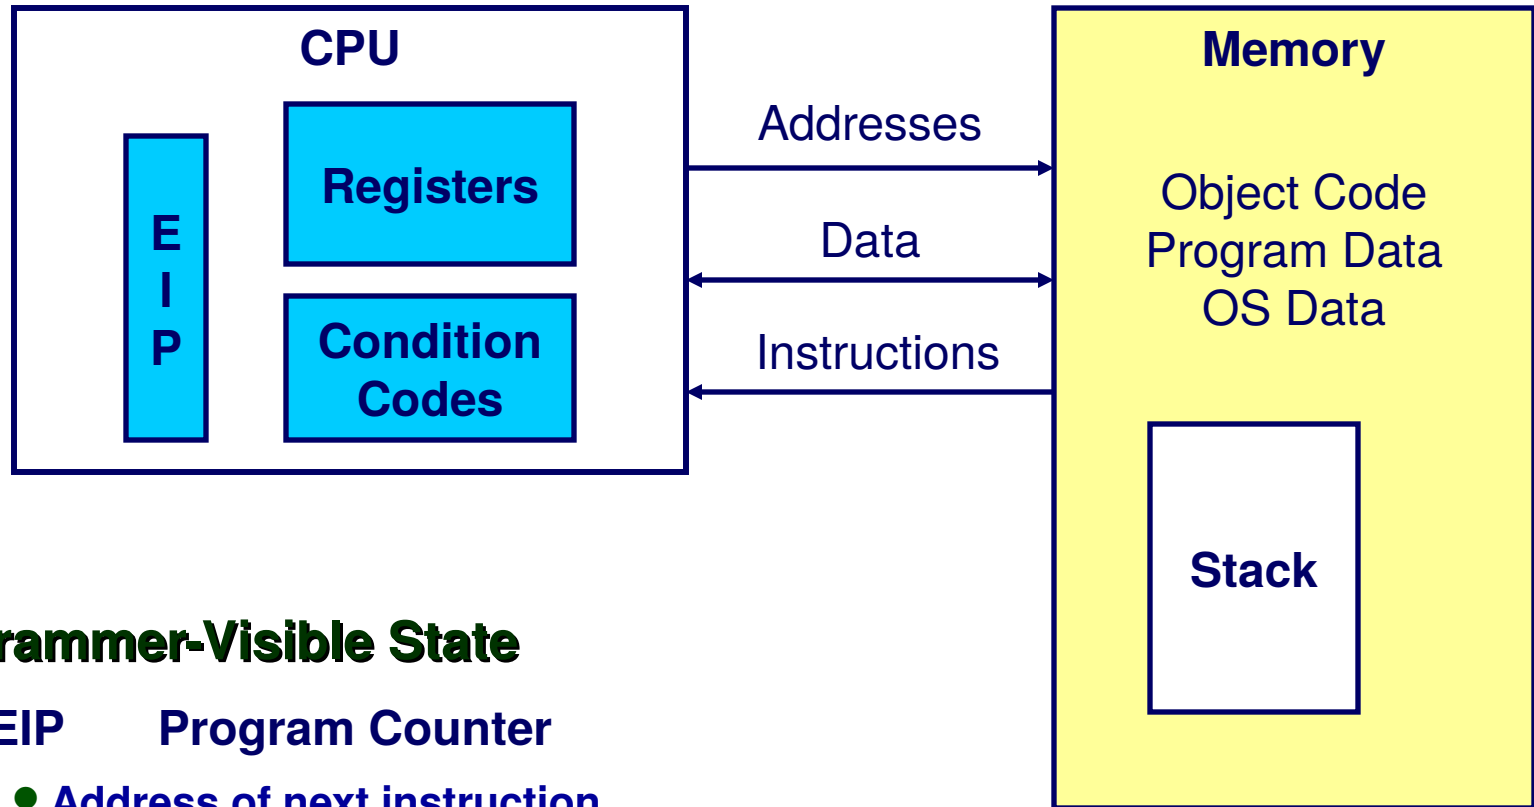 CPU
E
I
P
Registers
Condition
Codes
Addresses
Data
Instructions
Memory
Object Code
Program Data
OS Data
Stack
rammer-Visible State
EIP Program Counter
• Address of next instruction